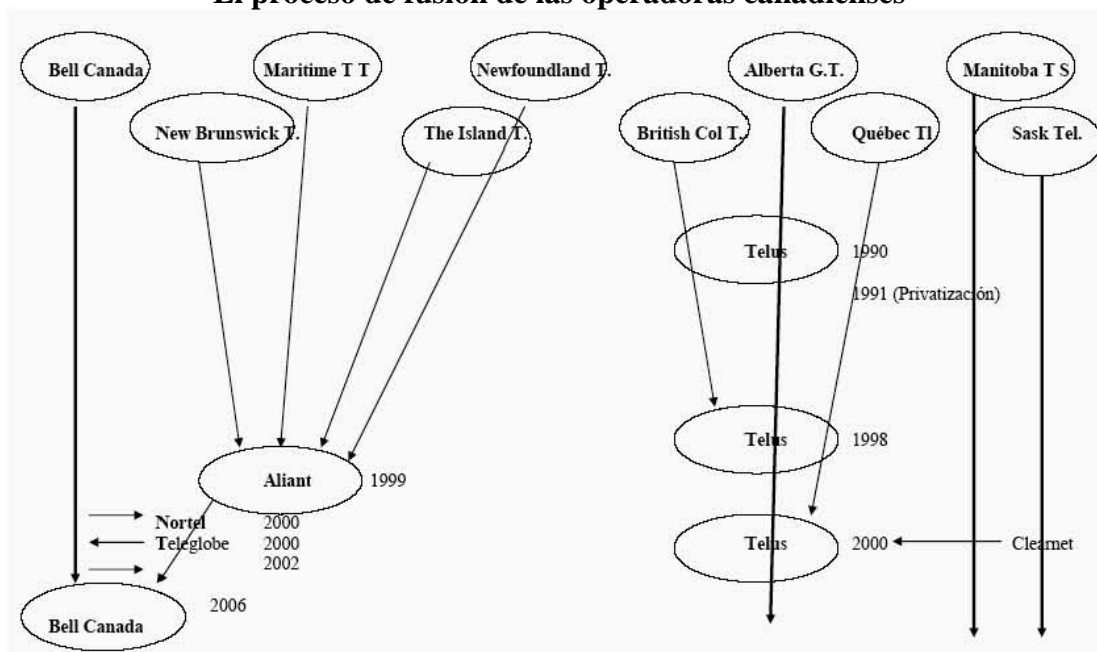 El proceso de fusión de las operadoras canadienses
Bell Canada
Maritime T T
Newfoundland T.
Alberta G.T.
Manitoba T S
New Brunswick T.
The Island T.
British Col T.
Québec Tl
Sask Tel.
Telus 1990
1991 (Privatización)
Telus 1998
Aliant 1999
Nortel 2000
Teleglobe 2000
2002
Telus 2000 Clearnet
2006
Bell Canada